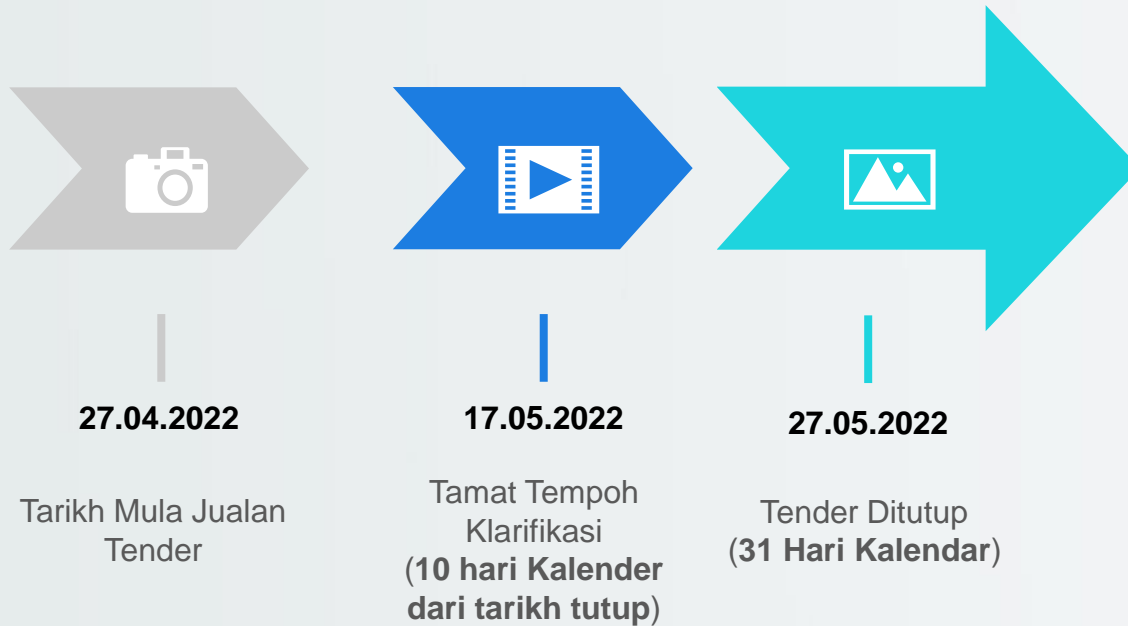 27.04.2022
Tarikh Mula Jualan
Tender
17.05.2022
Tamat Tempoh
Klarifikasi
(10 hari Kalender
dari tarikh tutup)
27.05.2022
Tender Ditutup
(31 Hari Kalendar)